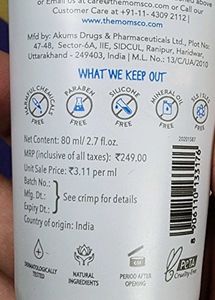 or Email us at care@themomsco.com or call
Customer Care at +91-11-4309 2112 |
www.themomsco.com
Mfd by: Akums Drugs & Pharmaceuticals Ltd., Plot No:
47-48, Sector-6A, IIE, SIDCUL, Ranipur, Haridwar,
Uttarakhand - 249403, India | M.L. No.: 13/C/UA/2010
WHAT WE KEEP OUT
HARMFUL CHEMICALS FREE
PARABEN FREE
SILICONE FREE
MINERAL OIL FREE
Net Content: 80 ml/ 2.7 fl.oz.
MRP (inclusive of all taxes): ₹249.00
Unit Sale Price: ₹3.11 per ml
Batch No.:
Mfg. Dt.: See crimp for details
Expiry Dt.:
Country of origin: India
20201587
8 906110 133176
DERMATOLOGICALLY TESTED
NATURAL INGREDIENTS
PERIOD AFTER OPENING
PETA
Cruelty-Free